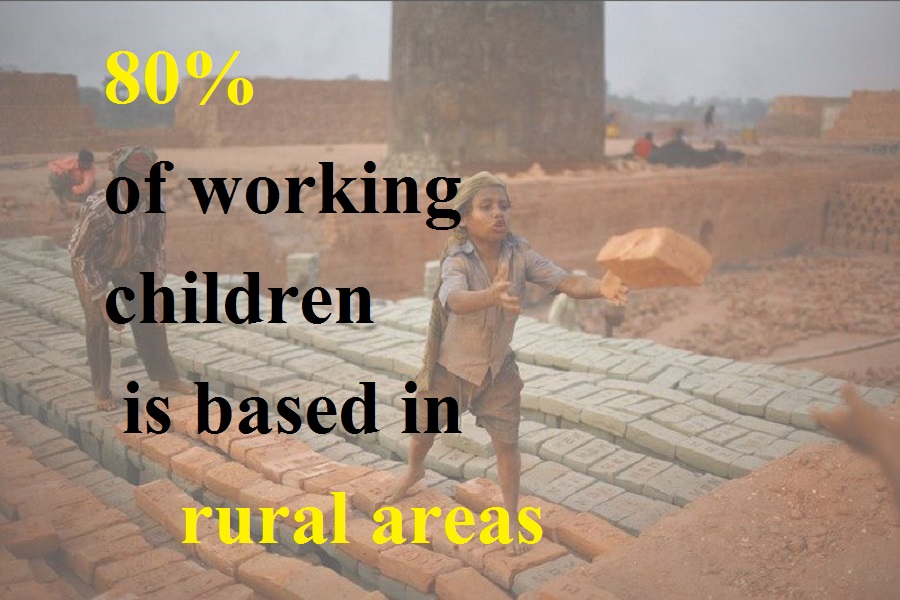 80%
of working
children
is based in
rural areas